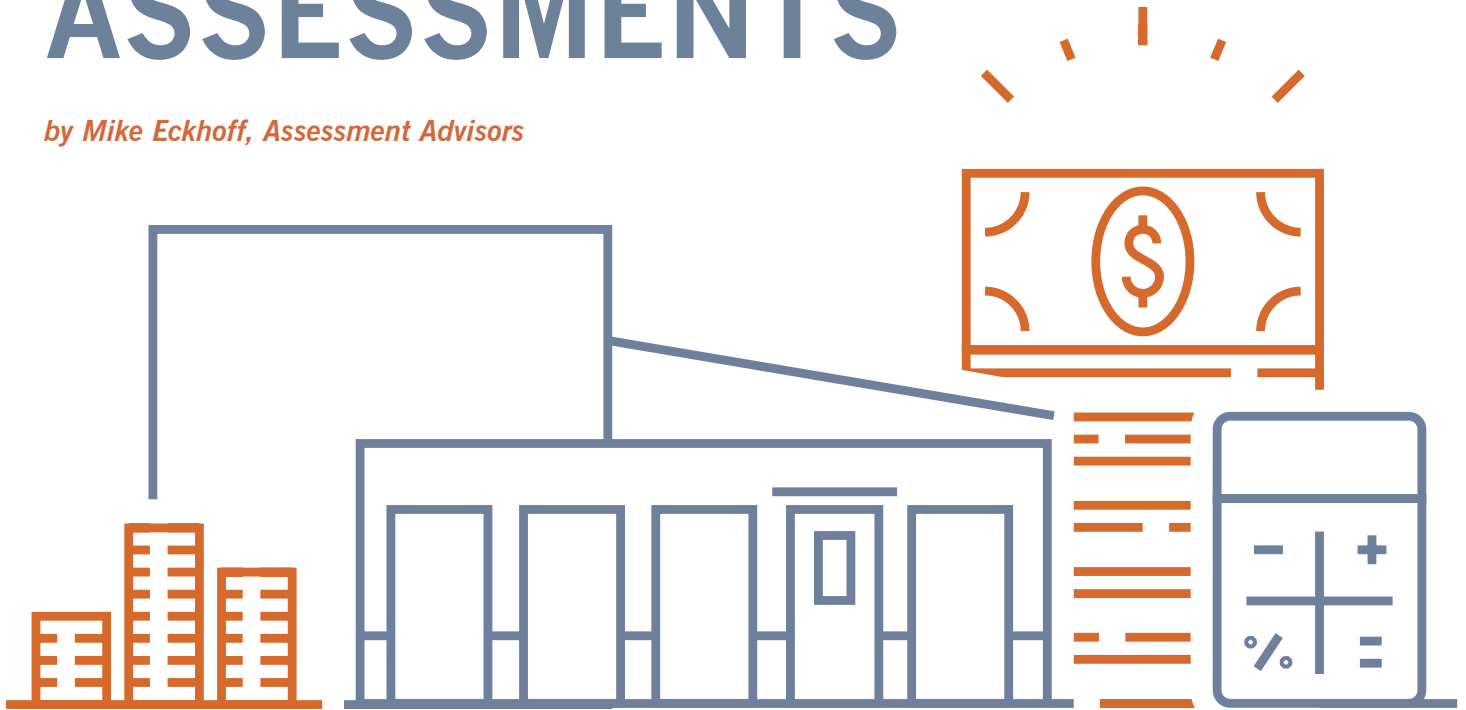 ASSESSMENTS
by Mike Eckhoff, Assessment Advisors
$
- +
% =